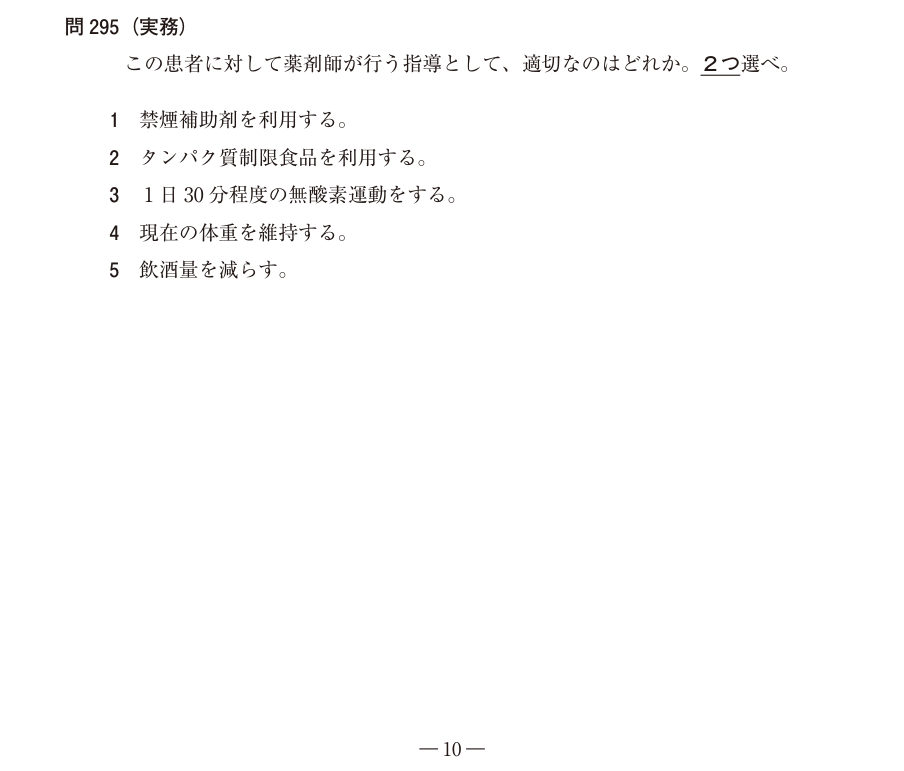 問 295（実務）
この患者に対して薬剤師が行う指導として、適切なのはどれか。２つ選べ。
1 禁煙補助剤を利用する。
2 タンパク質制限食品を利用する。
3 １日 30 分程度の無酸素運動をする。
4 現在の体重を維持する。
5 飲酒量を減らす。
― 10 ―